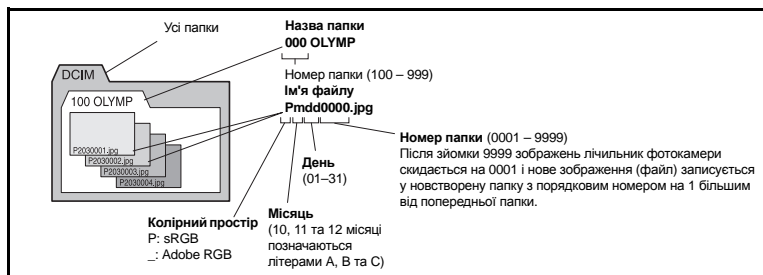 Усі папки
Назва папки
000 OLYMP
Номер папки (100 – 999)
Ім'я файлу
Pmdd0000.jpg
DCIM
100 OLYMP
P2030001.jpg
P2030002.jpg
P2030003.jpg
P2030004.jpg
День
(01–31)
Номер папки (0001 – 9999)
Після зйомки 9999 зображень лічильник фотокамери
скидається на 0001 і нове зображення (файл) записується
у новстворену папку з порядковим номером на 1 більшим
від попередньої папки.
Колірний простір
P: sRGB
_: Adobe RGB
Місяць
(10, 11 та 12 місяці
позначаються
літерами A, B та C)